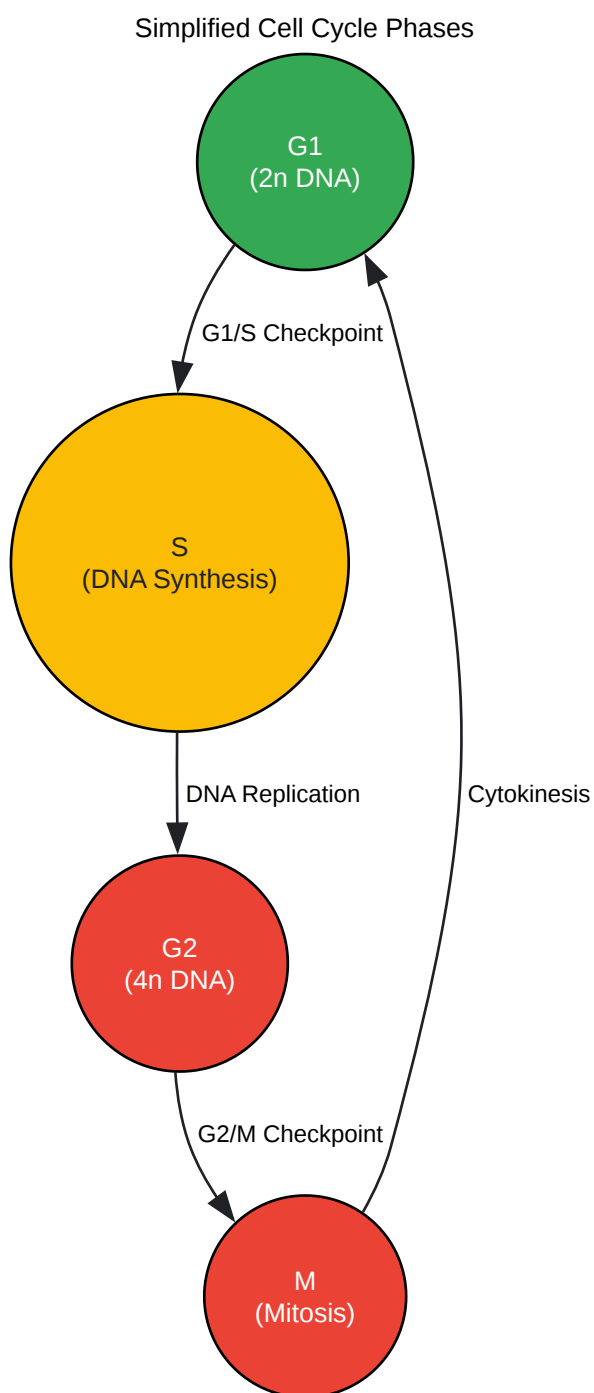 Simplified Cell Cycle Phases
G1
(2n DNA)
G1/S Checkpoint
S
(DNA Synthesis)
DNA Replication
Cytokinesis
G2
(4n DNA)
G2/M Checkpoint
M
(Mitosis)